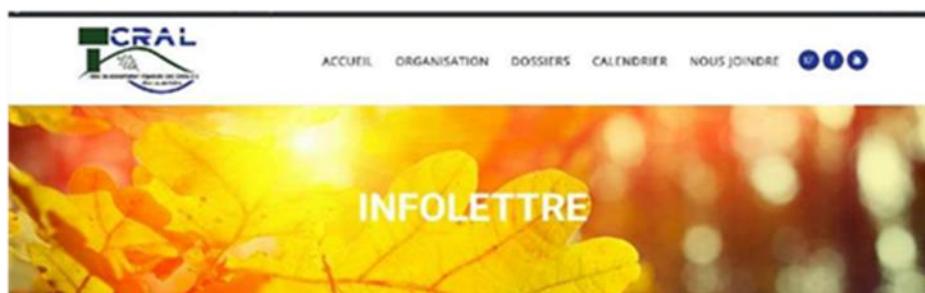 CRAL
ACCUEIL ORGANISATION DOSSIERS CALENDRIER NOUS JOINDRE
INFOLETTRE